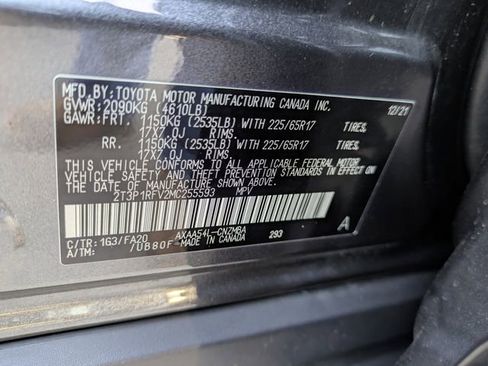 MFD.BY: TOYOTA MOTOR MANUFACTURING CANADA INC.
GVWR: 2090KG (4610LB) 12/21
GAWR: FRT. 1150KG (2535LB) WITH 225/65R17 TIRES,
17X7.0J RIMS,
RR. 1150KG (2535LB) WITH 225/65R17 TIRES,
17X7.0J RIMS,
THIS VEHICLE CONFORMS TO ALL APPLICABLE FEDERAL MOTOR
VEHICLE SAFETY STANDARDS IN EFFECT ON THE DATE OF
MANUFACTURE SHOWN ABOVE.
2T3P1RFV2MC255593 MPV
C/TR: 1G3/FA20 AXAA54L-CNZMBA 293 A
A/TM: /UB80F MADE IN CANADA